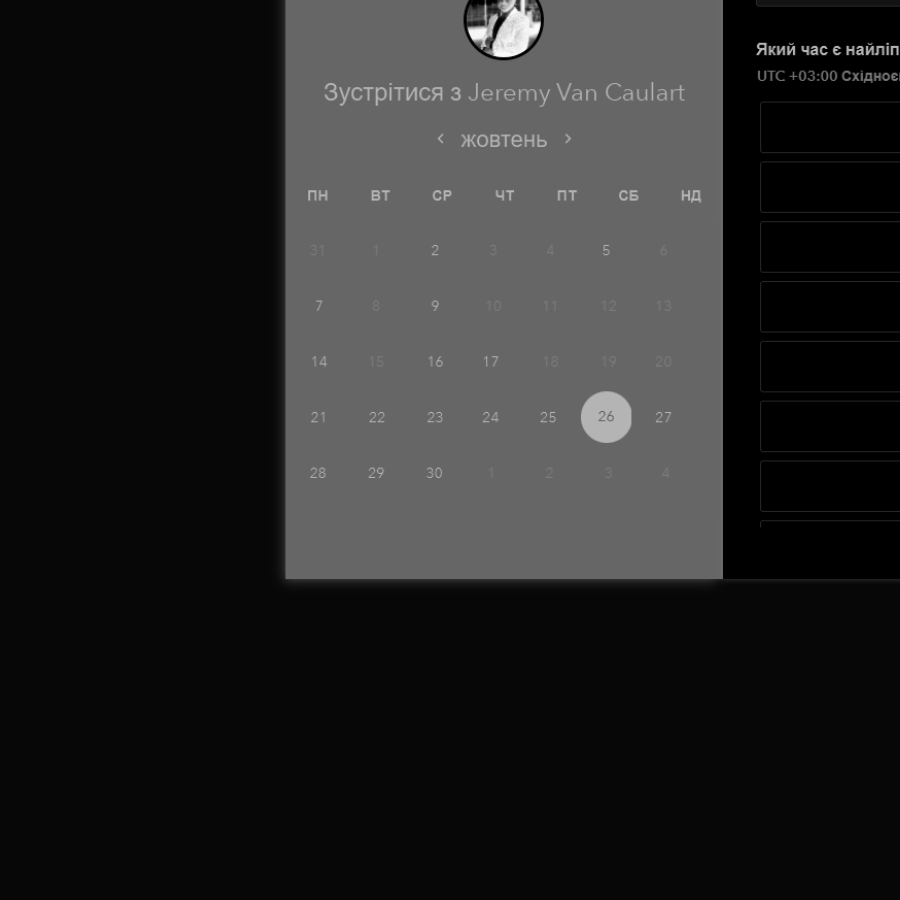 Зустрітися з Jeremy Van Caulart
‹ жовтень ›
ПН ВТ СР ЧТ ПТ СБ НД
31 1 2 3 4 5 6
7 8 9 10 11 12 13
14 15 16 17 18 19 20
21 22 23 24 25 26 27
28 29 30 1 2 3 4
Який час є найліп
UTC +03:00 Східноє